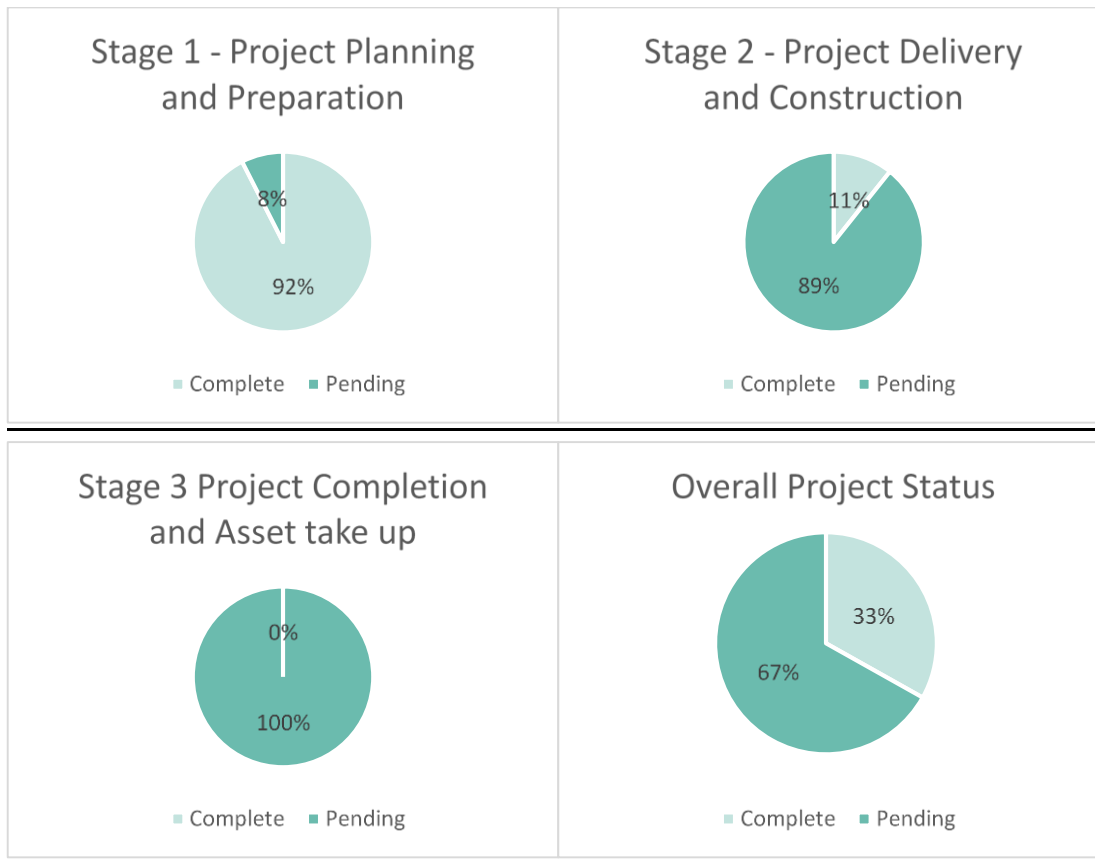 Stage 1 - Project Planning
and Preparation
8%
92%
Complete Pending
Stage 2 - Project Delivery
and Construction
11%
89%
Complete Pending
Stage 3 Project Completion
and Asset take up
0%
100%
Complete Pending
Overall Project Status
33%
67%
Complete Pending